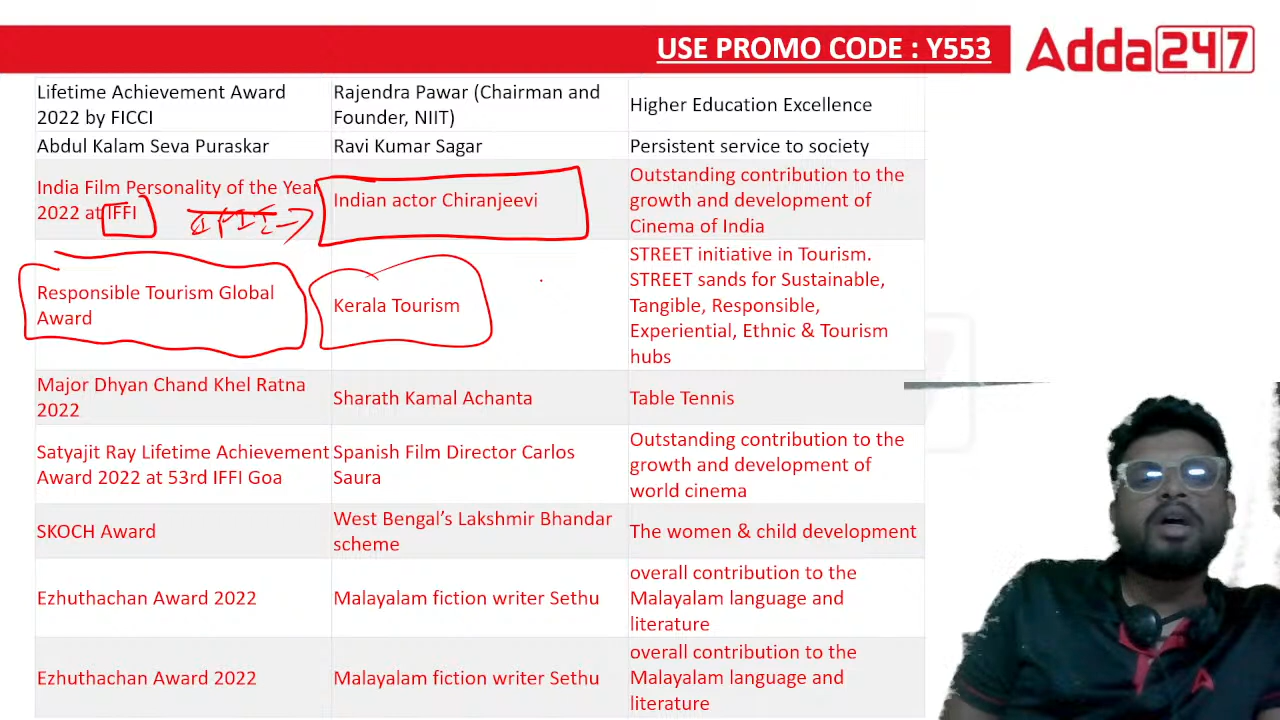 USE PROMO CODE : Y553
Adda247
Lifetime Achievement Award
2022 by FICCI
Rajendra Pawar (Chairman and
Founder, NIIT)
Higher Education Excellence
Abdul Kalam Seva Puraskar
Ravi Kumar Sagar
Persistent service to society
India Film Personality of the Year
2022 at IFFI
Indian actor Chiranjeevi
Outstanding contribution to the
growth and development of
Cinema of India
Responsible Tourism Global
Award
Kerala Tourism
STREET initiative in Tourism.
STREET sands for Sustainable,
Tangible, Responsible,
Experiential, Ethnic & Tourism
hubs
Major Dhyan Chand Khel Ratna
2022
Sharath Kamal Achanta
Table Tennis
Satyajit Ray Lifetime Achievement
Award 2022 at 53rd IFFI Goa
Spanish Film Director Carlos
Saura
Outstanding contribution to the
growth and development of
world cinema
SKOCH Award
West Bengal’s Lakshmir Bhandar
scheme
The women & child development
Ezhuthachan Award 2022
Malayalam fiction writer Sethu
overall contribution to the
Malayalam language and
literature
Ezhuthachan Award 2022
Malayalam fiction writer Sethu
overall contribution to the
Malayalam language and
literature